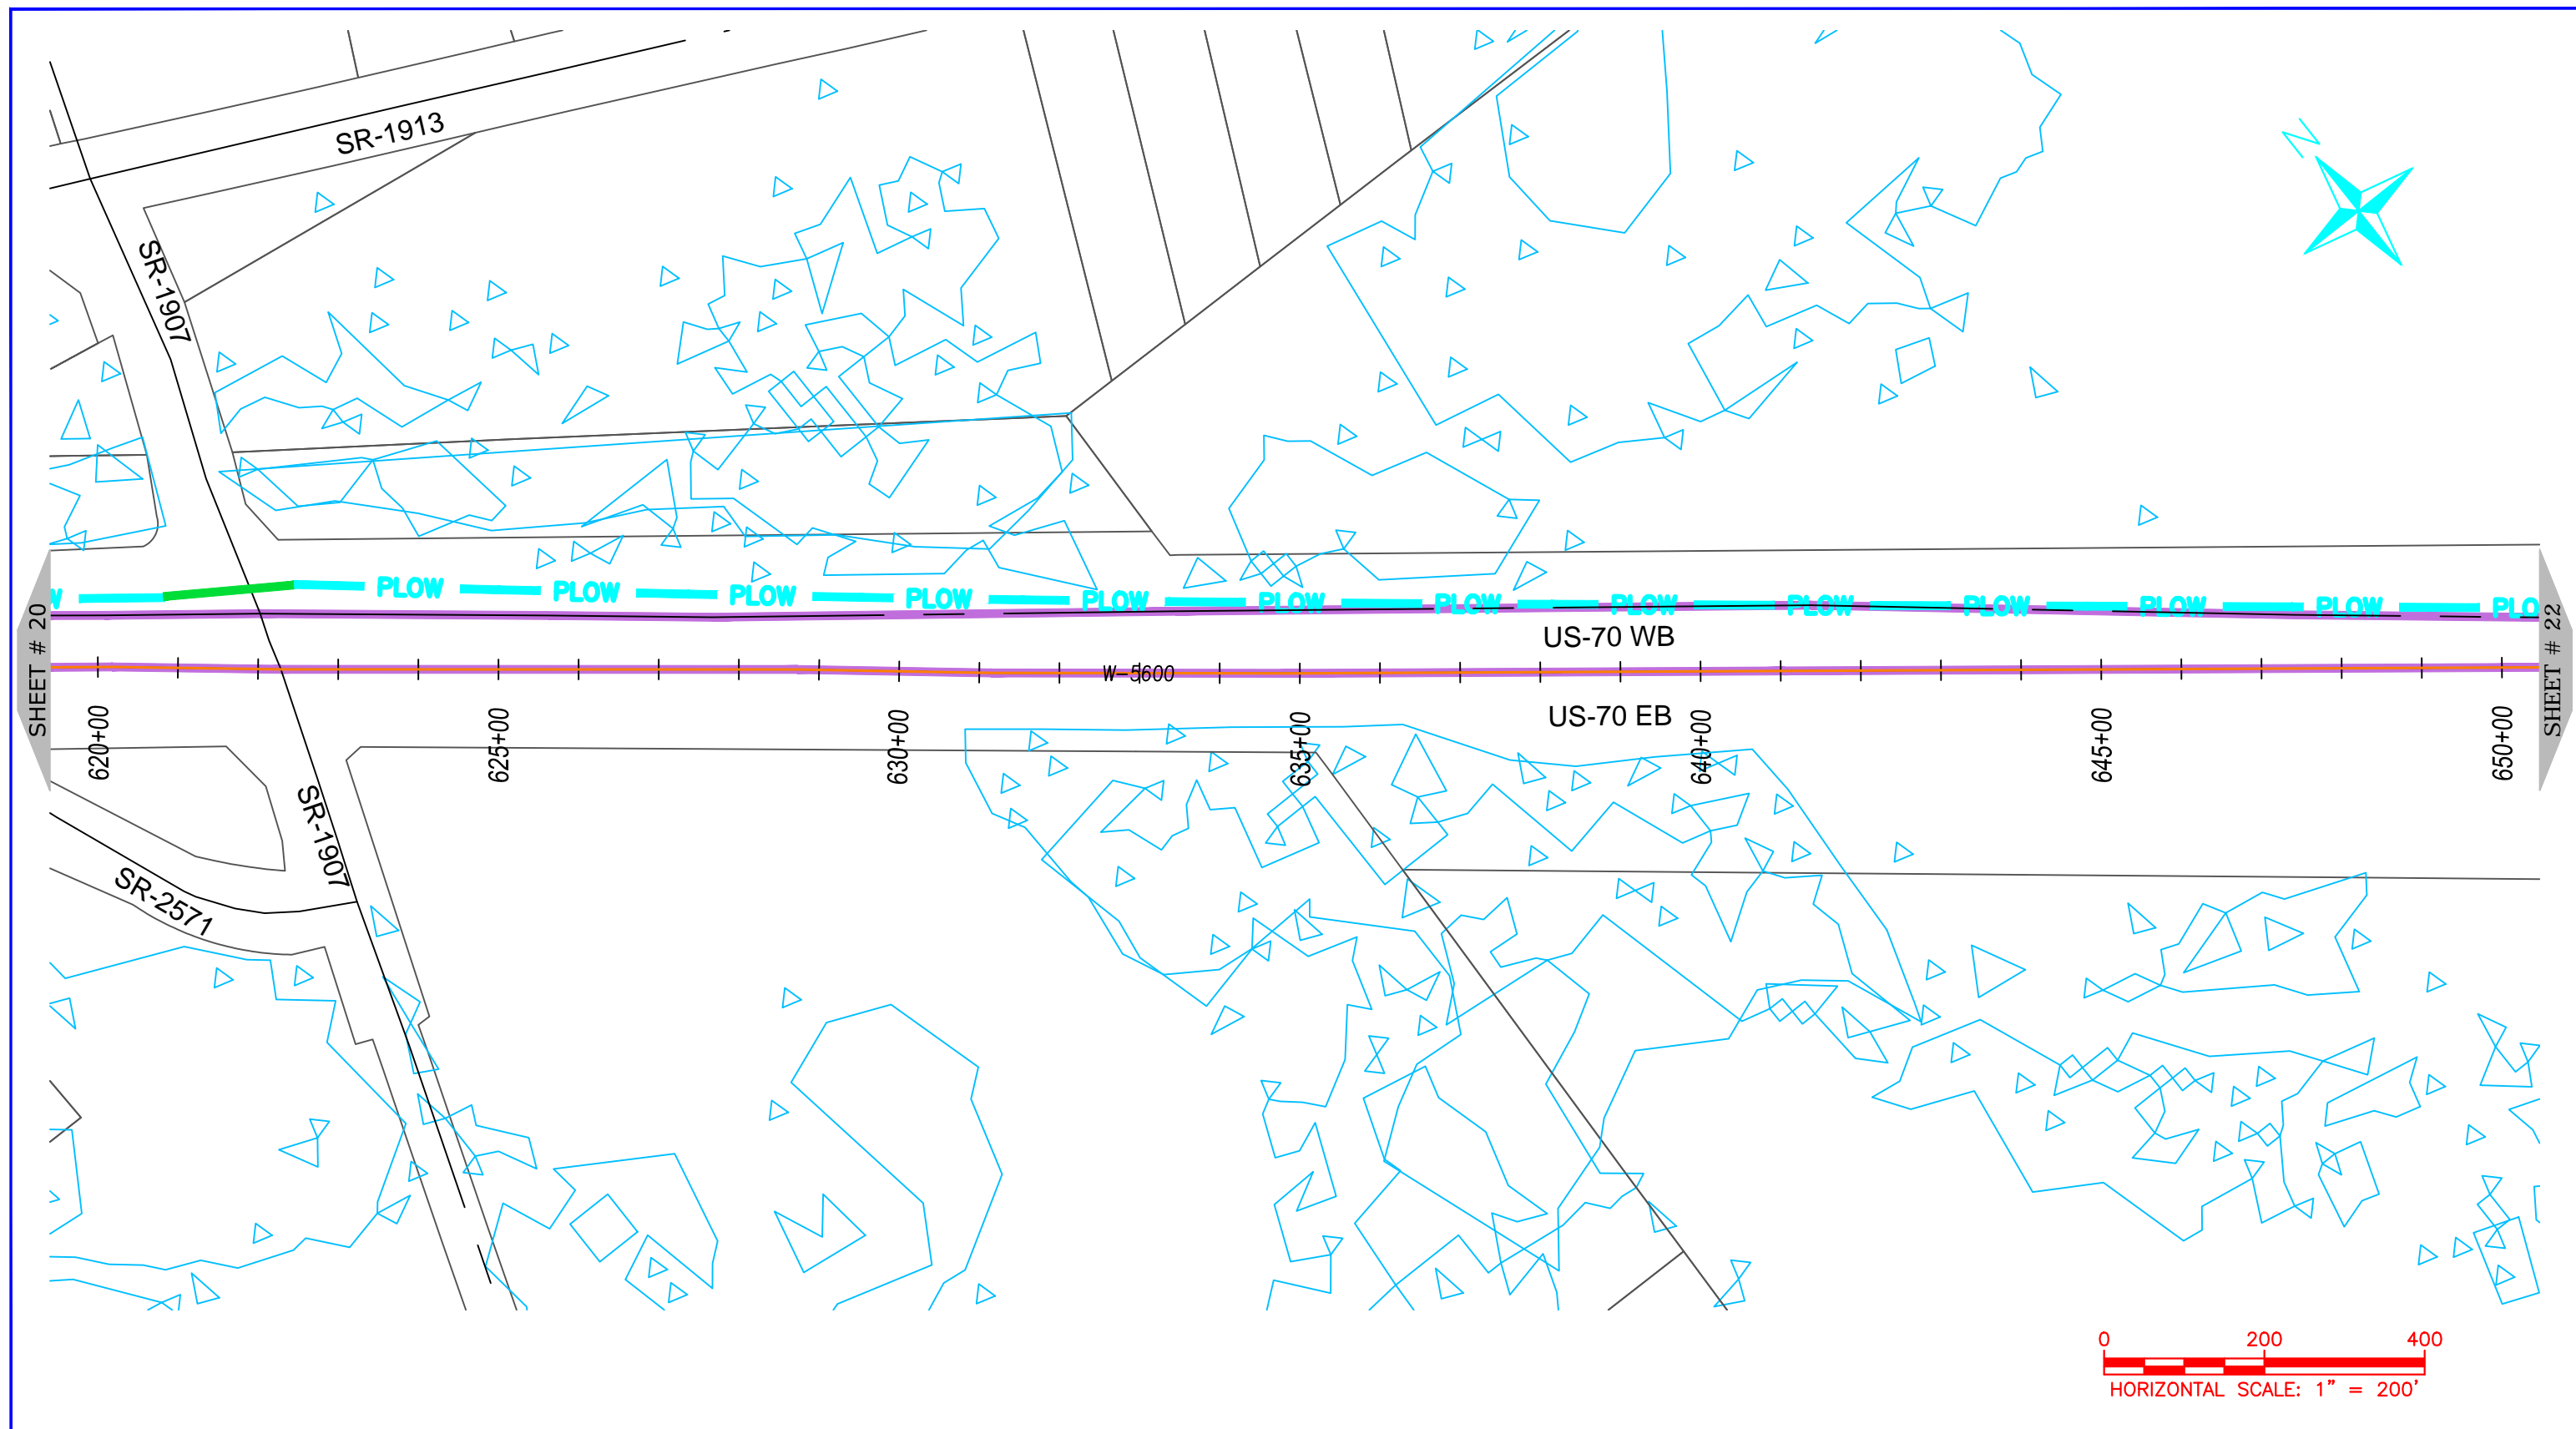 SR-1913
N
SR-1907
W PLOW PLOW PLOW PLOW PLOW PLOW PLOW PLOW PLOW PLOW PLOW PLOW PLO
US-70 WB
SHEET # 20
SHEET # 22
W-5600
US-70 EB
620+00 625+00 630+00 635+00 640+00 645+00 650+00
SR-1907
SR-2571
0 200 400
HORIZONTAL SCALE: 1" = 200'